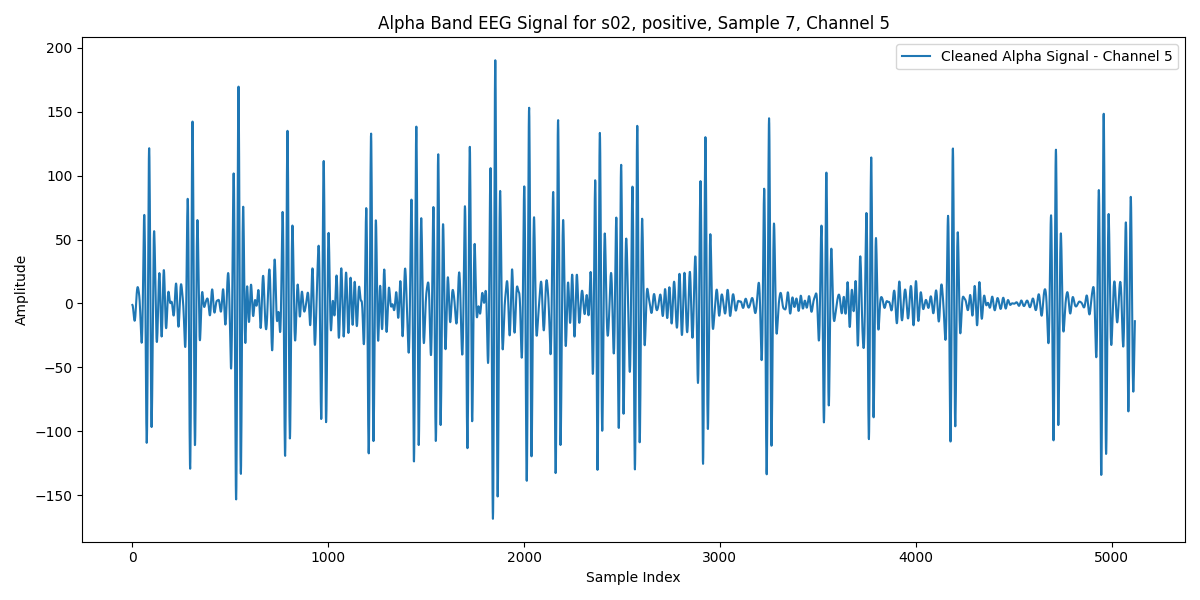 Alpha Band EEG Signal for s02, positive, Sample 7, Channel 5
Cleaned Alpha Signal - Channel 5
200
150
100
50
0
−50
−100
−150
Amplitude
0 1000 2000 3000 4000 5000
Sample Index